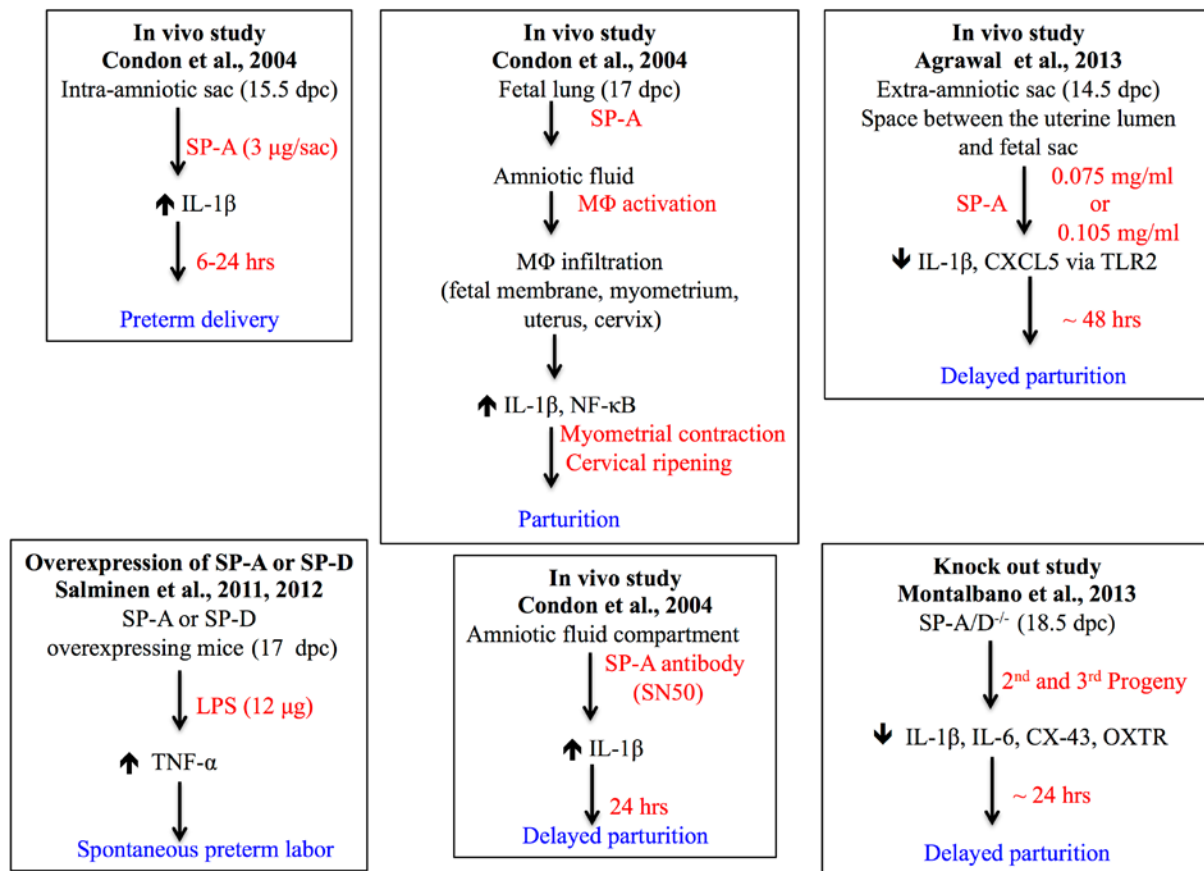 In vivo study
Condon et al., 2004
Intra-amniotic sac (15.5 dpc)
SP-A (3 µg/sac)
🡹 IL-1β
6-24 hrs
Preterm delivery
In vivo study
Condon et al., 2004
Fetal lung (17 dpc)
SP-A
Amniotic fluid
MΦ activation
MΦ infiltration
(fetal membrane, myometrium,
uterus, cervix)
🡹 IL-1β, NF-κB
Myometrial contraction
Cervical ripening
Parturition
In vivo study
Agrawal et al., 2013
Extra-amniotic sac (14.5 dpc)
Space between the uterine lumen
and fetal sac
SP-A
0.075 mg/ml
or
0.105 mg/ml
🡻 IL-1β, CXCL5 via TLR2
~ 48 hrs
Delayed parturition
Overexpression of SP-A or SP-D
Salminen et al., 2011, 2012
SP-A or SP-D
overexpressing mice (17 dpc)
LPS (12 µg)
🡹 TNF-α
Spontaneous preterm labor
In vivo study
Condon et al., 2004
Amniotic fluid compartment
SP-A antibody
(SN50)
🡹 IL-1β
24 hrs
Delayed parturition
Knock out study
Montalbano et al., 2013
SP-A/D⁻/⁻ (18.5 dpc)
2nd and 3rd Progeny
🡻 IL-1β, IL-6, CX-43, OXTR
~ 24 hrs
Delayed parturition